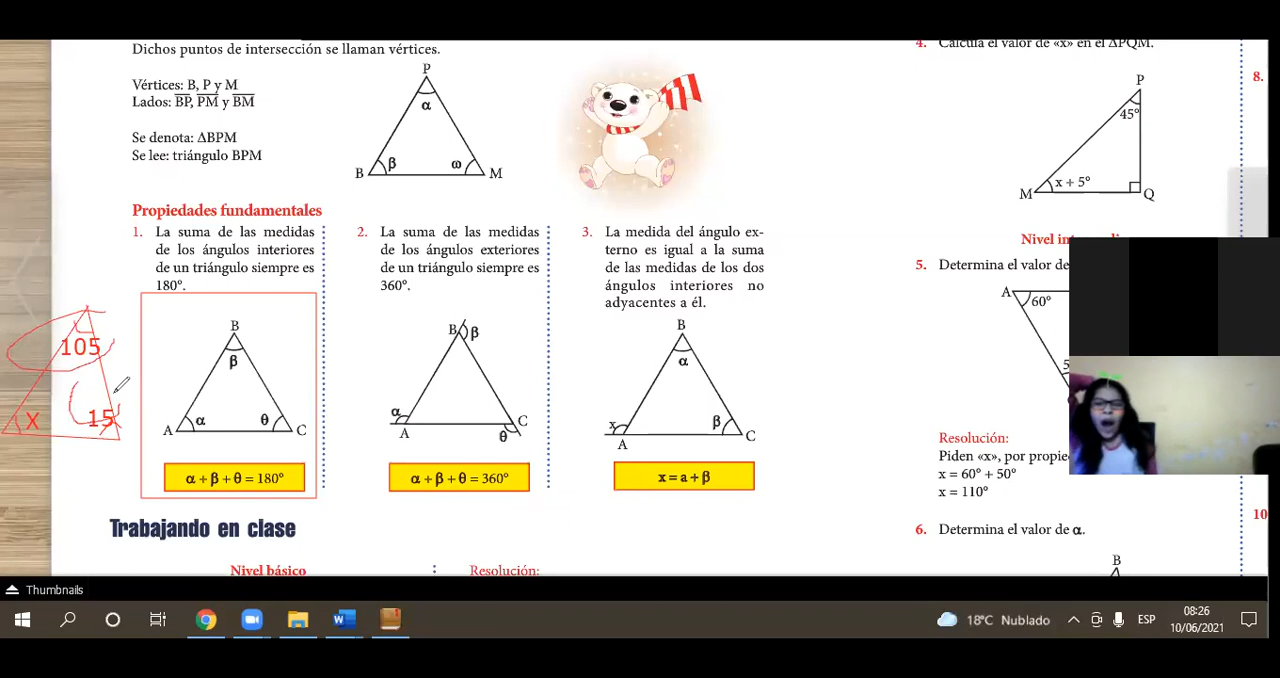 Dichos puntos de intersección se llaman vértices.
Vértices: B, P y M
Lados: BP, PM y BM
Se denota: ΔBPM
Se lee: triángulo BPM
P
α
B
β
ω
M
Propiedades fundamentales
1. La suma de las medidas
de los ángulos interiores
de un triángulo siempre es
180°.
B
β
A
α
θ
C
α + β + θ = 180°
2. La suma de las medidas
de los ángulos exteriores
de un triángulo siempre es
360°.
B
β
α
A
C
θ
α + β + θ = 360°
3. La medida del ángulo ex-
terno es igual a la suma
de las medidas de los dos
ángulos interiores no
adyacentes a él.
B
α
x
A
β
C
x = a + β
105
x
15
Trabajando en clase
Nivel básico
Resolución:
4. Calcula el valor de «x» en el ΔPQM.
P
45°
M
x + 5°
Q
5. Determina el valor de
A
60°
Resolución:
x = 60° + 50°
x = 110°
6. Determina el valor de α.
B
8.
10
Thumbnails
18°C Nublado
ESP
08:26
10/06/2021